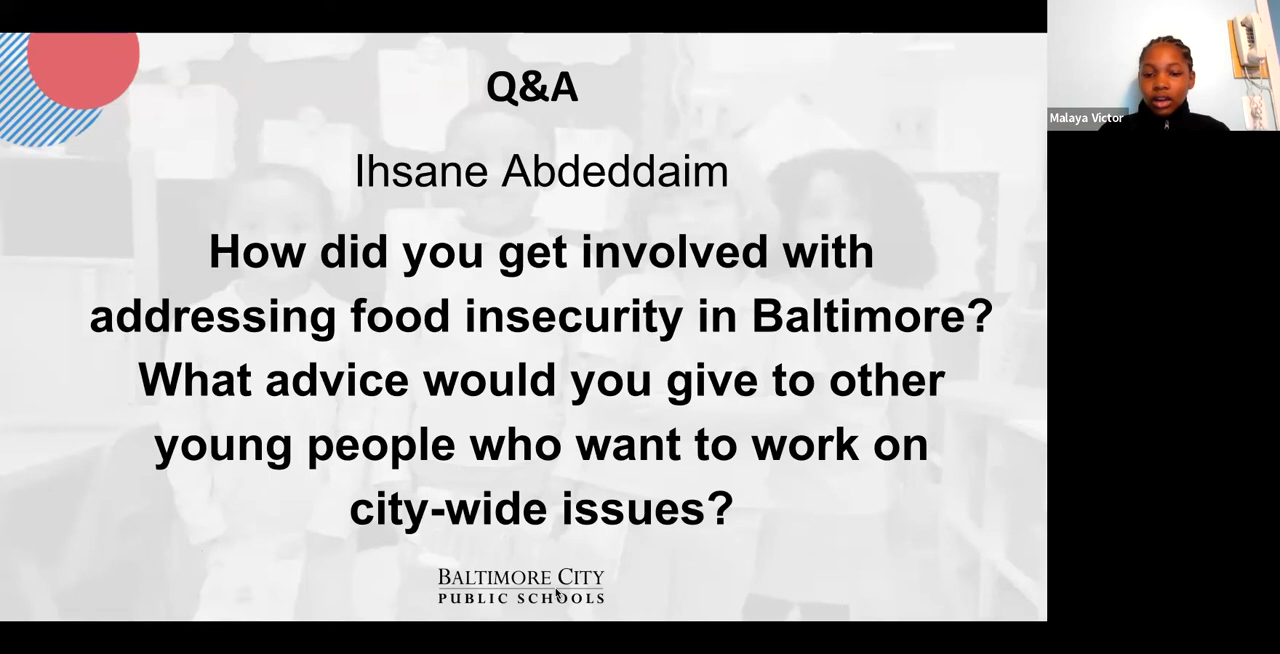 Q&A
Ihsane Abdeddaim
How did you get involved with
addressing food insecurity in Baltimore?
What advice would you give to other
young people who want to work on
city-wide issues?
BALTIMORE CITY
PUBLIC SCHOOLS
Malaya Victor